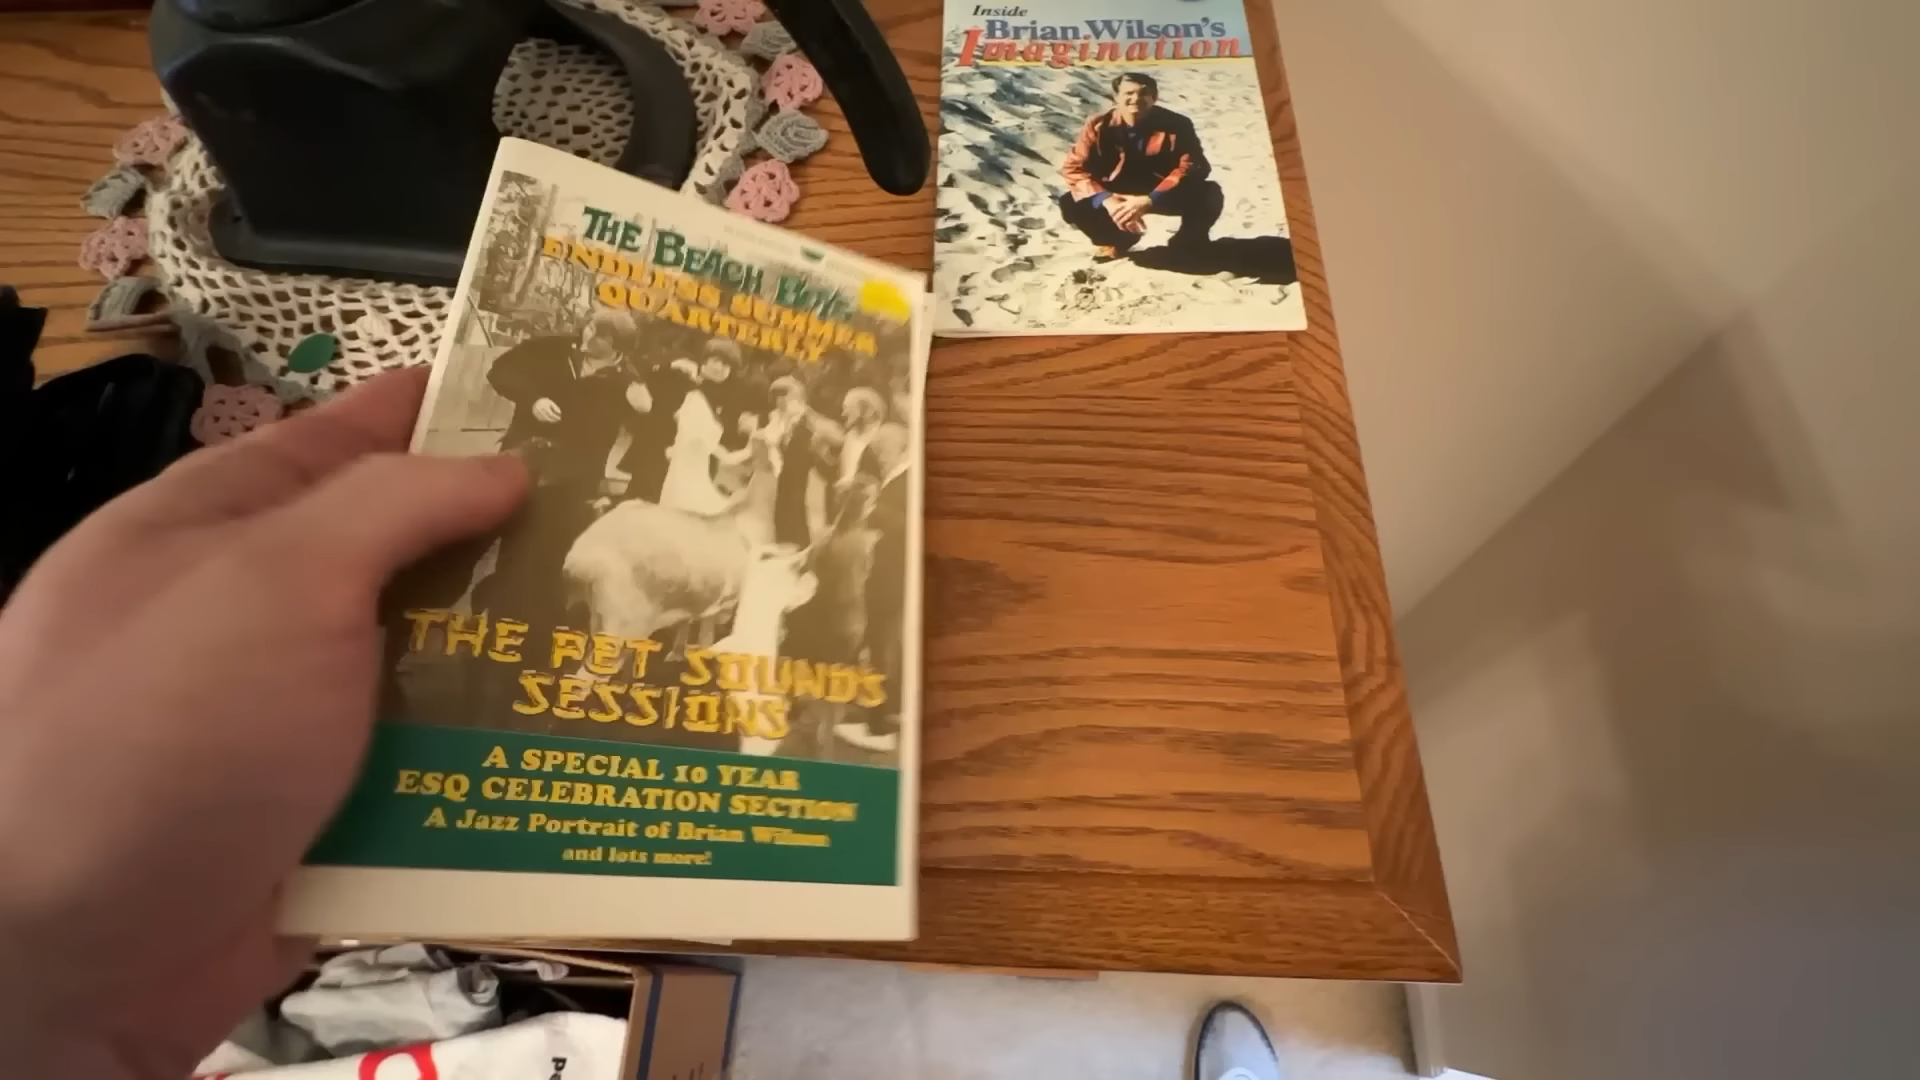 Inside
Brian Wilson's
Imagination
THE BEACH BOYS
ENDLESS SUMMER
QUARTERLY
THE PET SOUNDS
SESSIONS
A SPECIAL 10 YEAR
ESQ CELEBRATION SECTION
A Jazz Portrait of Brian Wilson
and lots more!